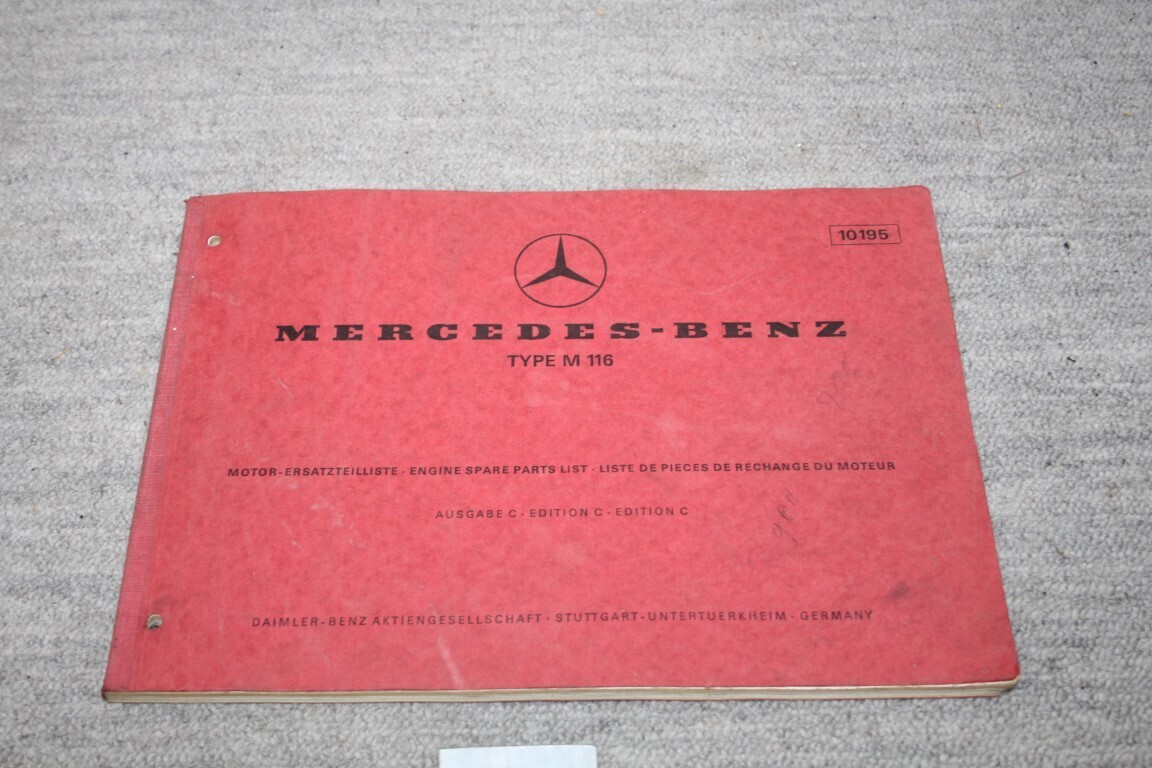 10195
MERCEDES-BENZ
TYPE M 116
MOTOR-ERSATZTEILLISTE · ENGINE SPARE PARTS LIST · LISTE DE PIECES DE RECHANGE DU MOTEUR
AUSGABE C · EDITION C · EDITION C
DAIMLER-BENZ AKTIENGESELLSCHAFT · STUTTGART-UNTERTUERKHEIM · GERMANY